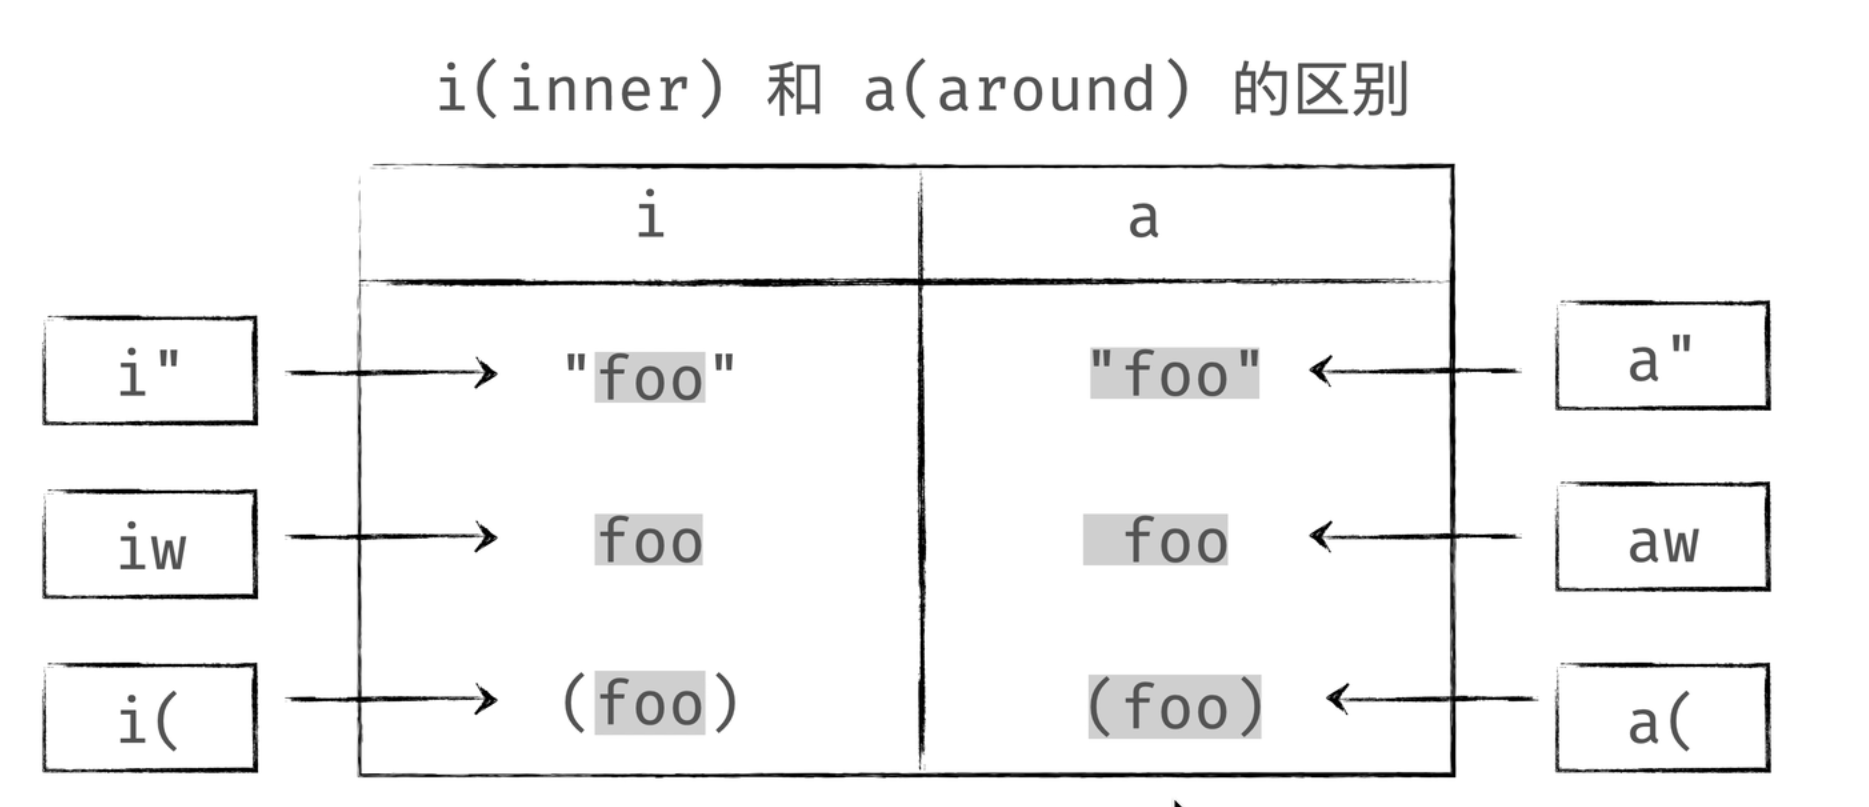 i(inner) 和 a(around) 的区别
i a
i" "foo" "foo" a"
iw foo foo aw
i( (foo) (foo) a(